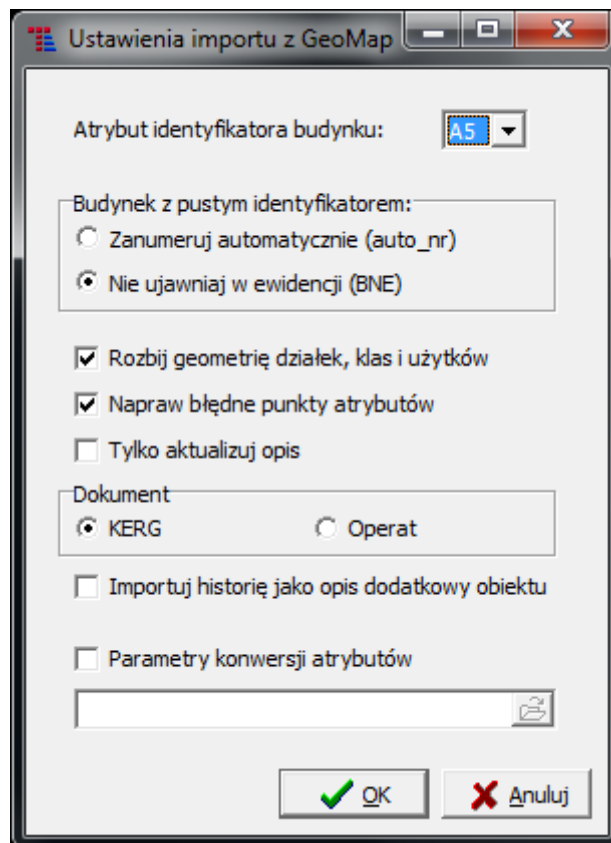 Ustawienia importu z GeoMap
Atrybut identyfikatora budynku: A5
Budynek z pustym identyfikatorem:
Zanumeruj automatycznie (auto_nr)
Nie ujawniaj w ewidencji (BNE)
Rozbij geometrię działek, klas i użytków
Napraw błędne punkty atrybutów
Tylko aktualizuj opis
Dokument
KERG Operat
Importuj historię jako opis dodatkowy obiektu
Parametry konwersji atrybutów
OK Anuluj